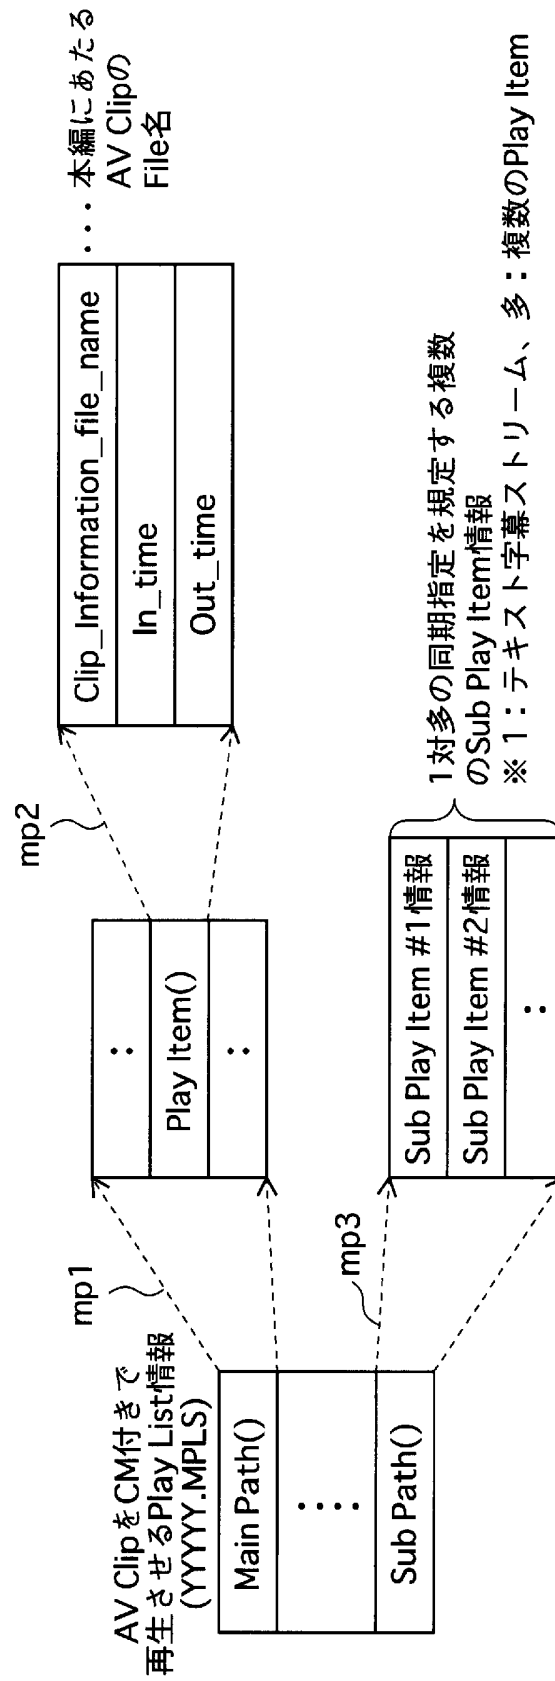 AV ClipをCM付きで
再生させるPlay List情報
(YYYYY.MPLS)
Main Path()
････
Sub Path()
mp1
:
Play Item()
:
mp2
Clip_Information_file_name
In_time
Out_time
･･･本編にあたる
AV Clipの
File名
mp3
Sub Play Item #1情報
Sub Play Item #2情報
:
1対多の同期指定を規定する複数
のSub Play Item情報
※1：テキスト字幕ストリーム、多：複数のPlay Item